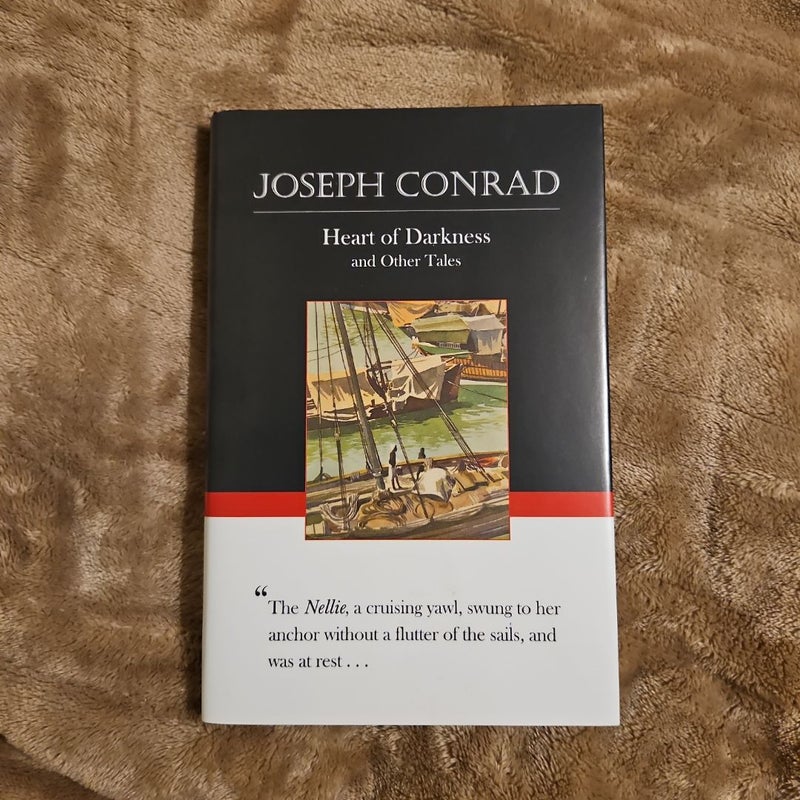 JOSEPH CONRAD
Heart of Darkness
and Other Tales
“The Nellie, a cruising yawl, swung to her
anchor without a flutter of the sails, and
was at rest . . .